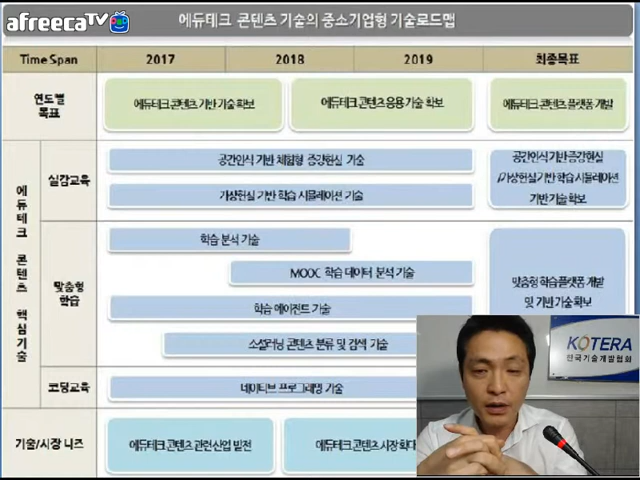 afreecaTV
에듀테크 콘텐츠 기술의 중소기업형 기술로드맵
Time Span
2017
2018
2019
최종목표
연도별
목표
에듀테크 콘텐츠 기반 기술 확보
에듀테크 콘텐츠 응용 기술 확보
에듀테크 콘텐츠 플랫폼 개발
에듀테크 콘텐츠 핵심기술
실감교육
공간인식 기반 체험형 증강현실 기술
가상현실 기반 학습 시뮬레이션 기술
공간인식 기반 증강현실
/가상현실 기반 학습 시뮬레이션
기반 기술 확보
맞춤형
학습
학습 분석 기술
MOOC 학습 데이터 분석 기술
학습 에이전트 기술
소셜러닝 콘텐츠 분류 및 검색 기술
맞춤형 학습 플랫폼 개발
및 기반 기술 확보
코딩교육
네이티브 프로그래밍 기술
기술/시장 니즈
에듀테크 콘텐츠 관련 산업 발전
에듀테크 콘텐츠 시장 확대
KOTERA
한국기술개발협회